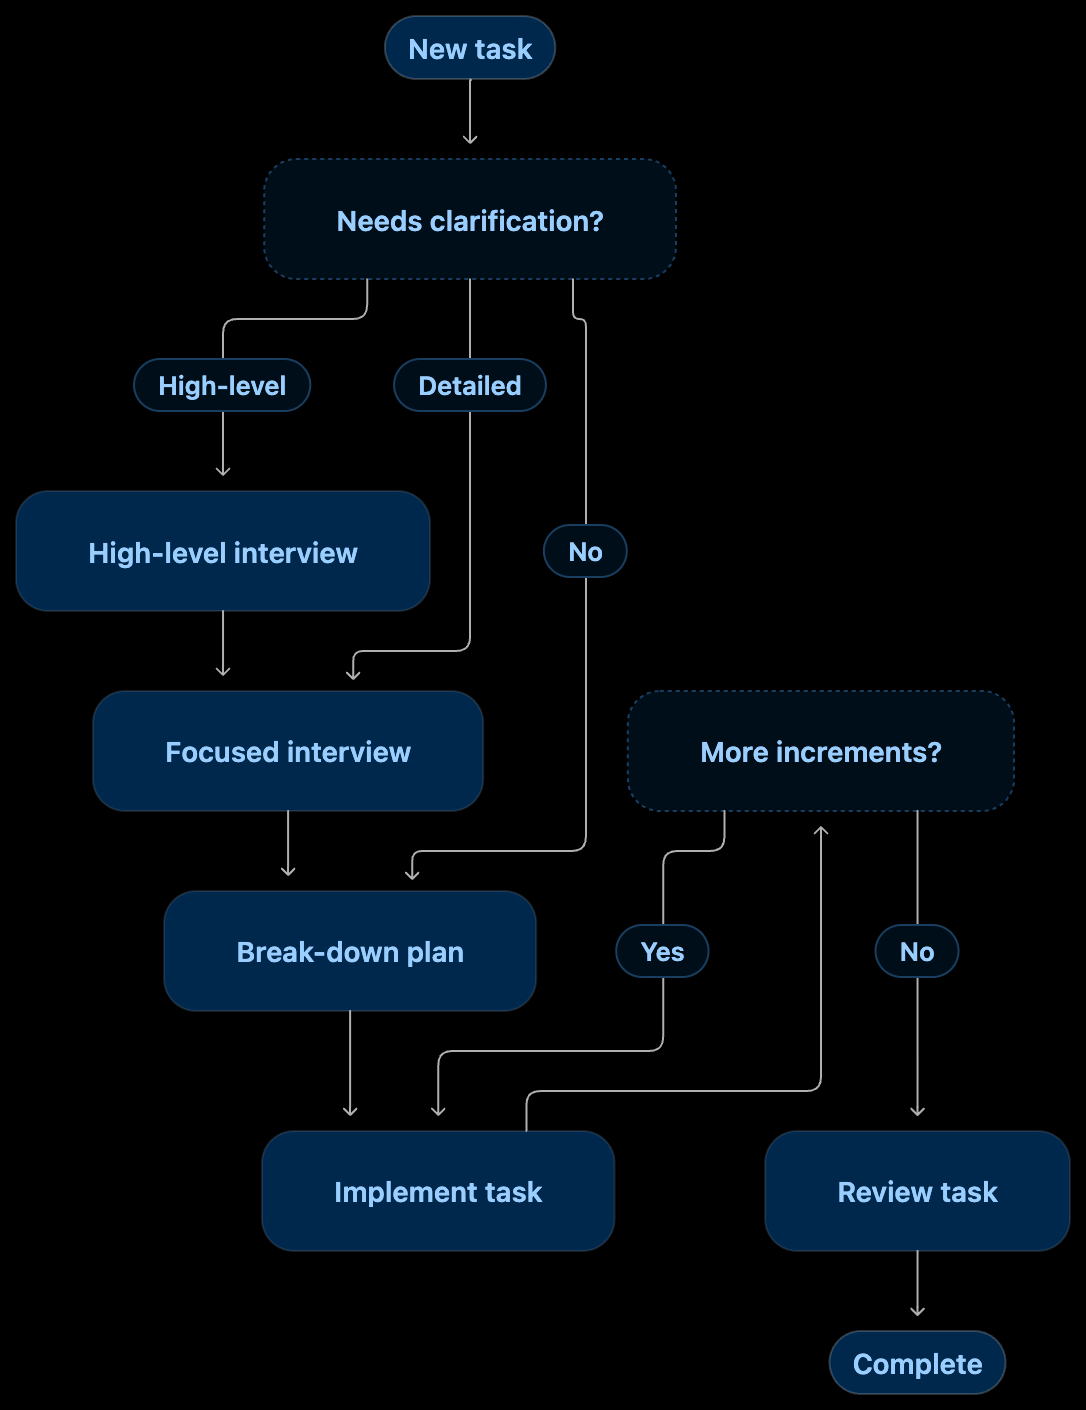 New task
Needs clarification?
High-level
Detailed
High-level interview
No
Focused interview
More increments?
Break-down plan
Yes
No
Implement task
Review task
Complete